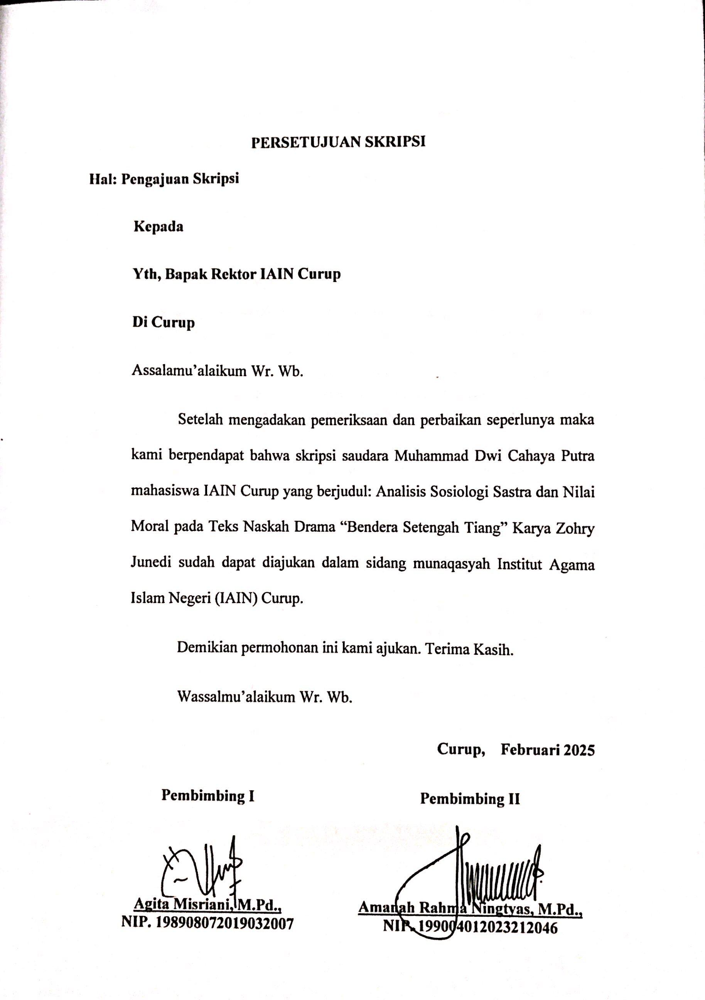 PERSETUJUAN SKRIPSI
Hal: Pengajuan Skripsi
Kepada
Yth, Bapak Rektor IAIN Curup
Di Curup
Assalamu’alaikum Wr. Wb.
Setelah mengadakan pemeriksaan dan perbaikan seperlunya maka
kami berpendapat bahwa skripsi saudara Muhammad Dwi Cahaya Putra
mahasiswa IAIN Curup yang berjudul: Analisis Sosiologi Sastra dan Nilai
Moral pada Teks Naskah Drama “Bendera Setengah Tiang” Karya Zohry
Junedi sudah dapat diajukan dalam sidang munaqasyah Institut Agama
Islam Negeri (IAIN) Curup.
Demikian permohonan ini kami ajukan. Terima Kasih.
Wassalmu’alaikum Wr. Wb.
Curup, Februari 2025
Pembimbing I
Pembimbing II
Agita Misriani, M.Pd.,
Amanah Rahma Ningtyas, M.Pd.,
NIP. 198908072019032007
NIP. 199004012023212046